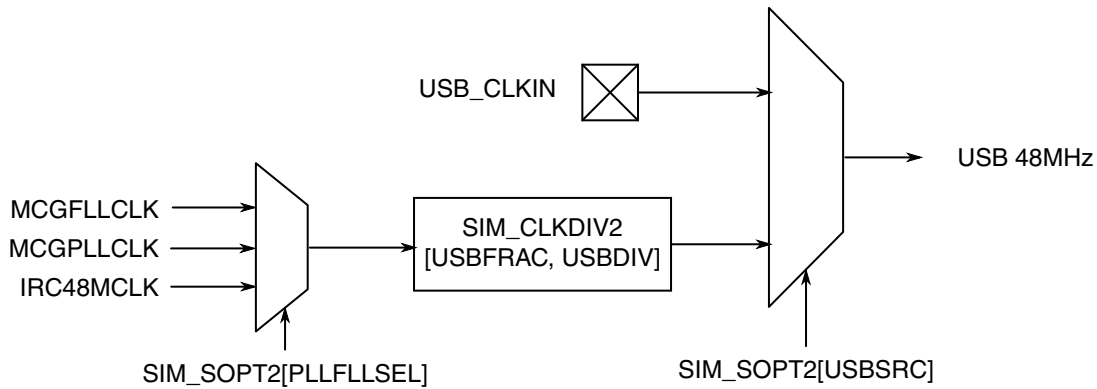 USB_CLKIN
USB 48MHz
MCGFLLCLK
MCGPLLCLK
IRC48MCLK
SIM_CLKDIV2
[USBFRAC, USBDIV]
SIM_SOPT2[PLLFLLSEL]
SIM_SOPT2[USBSRC]